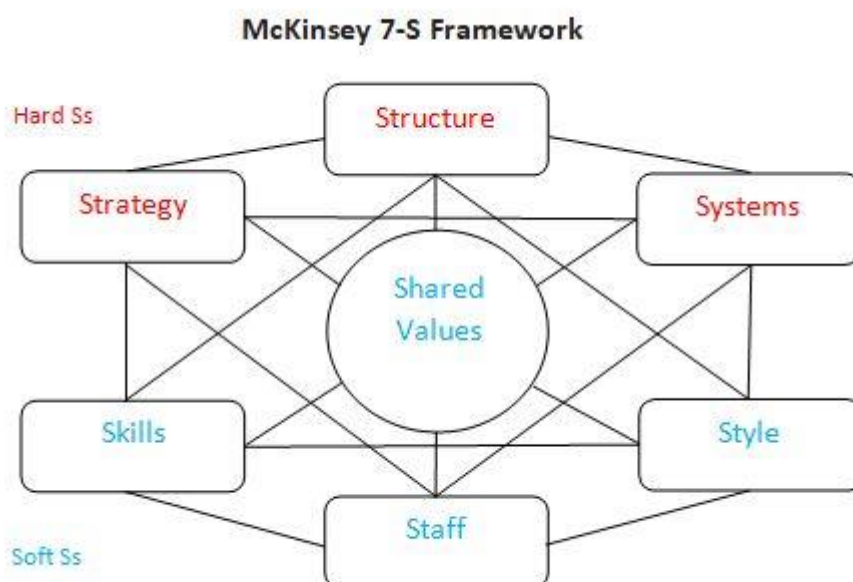 McKinsey 7-S Framework
Hard Ss
Structure
Strategy
Systems
Shared
Values
Skills
Style
Staff
Soft Ss